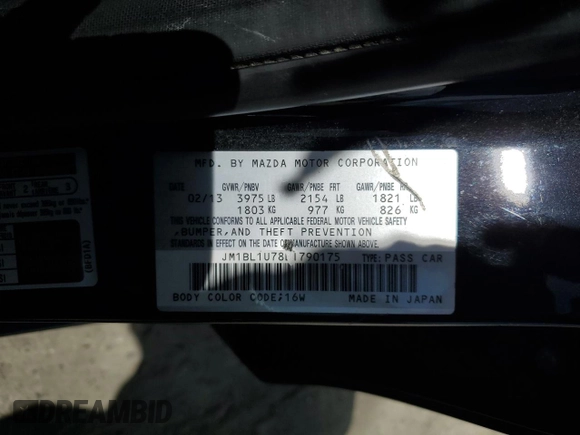 MFD. BY MAZDA MOTOR CORPORATION
DATE GVWR/PNBV GAWR/PNBE FRT GAWR/PNBE
02/13 3975 LB 2154 LB 1821 LB
1803 KG 977 KG 826 KG
THIS VEHICLE CONFORMS TO ALL APPLICABLE FEDERAL MOTOR VEHICLE SAFETY
,BUMPER,AND THEFT PREVENTION
STANDARDS IN EFFECT ON THE DATE OF MANUFACTURE SHOWN ABOVE.
TYPE: PASS CAR
BODY COLOR CODE;16W MADE IN JAPAN
(GF01A)
DREAMBID